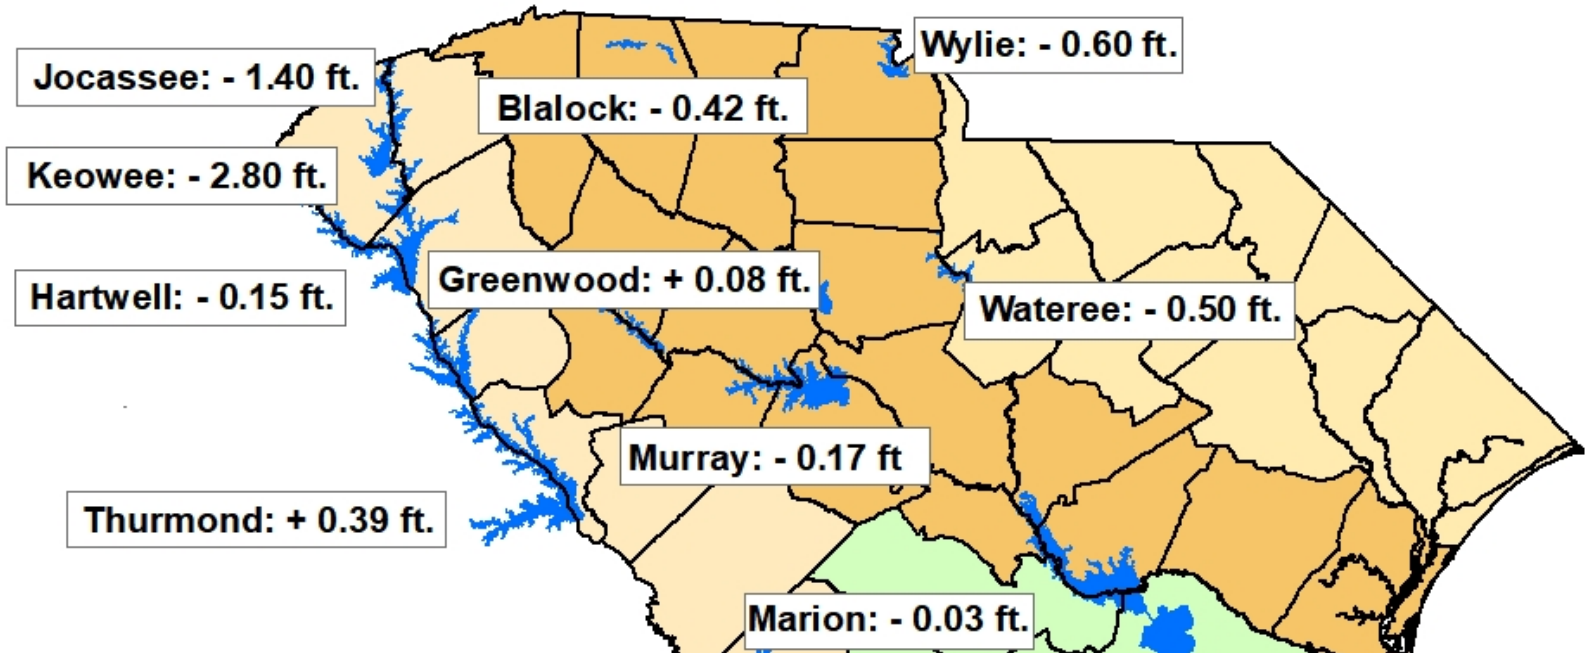 Wylie: - 0.60 ft.
Jocassee: - 1.40 ft.
Blalock: - 0.42 ft.
Keowee: - 2.80 ft.
Greenwood: + 0.08 ft.
Hartwell: - 0.15 ft.
Wateree: - 0.50 ft.
Murray: - 0.17 ft
Thurmond: + 0.39 ft.
Marion: - 0.03 ft.